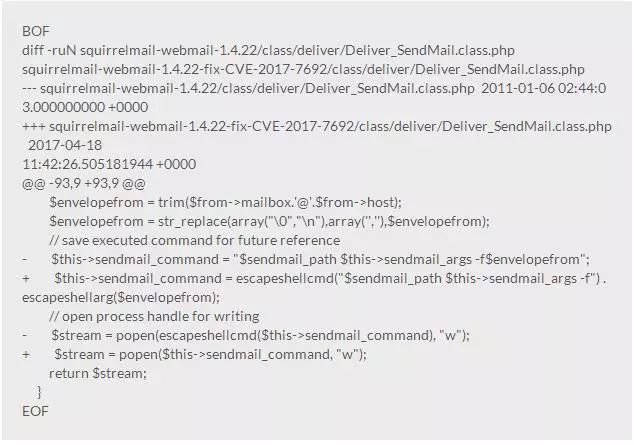 BOF
diff -ruN squirrelmail-webmail-1.4.22/class/deliver/Deliver_SendMail.class.php
squirrelmail-webmail-1.4.22-fix-CVE-2017-7692/class/deliver/Deliver_SendMail.class.php
--- squirrelmail-webmail-1.4.22/class/deliver/Deliver_SendMail.class.php 2011-01-06 02:44:0
3.000000000 +0000
+++ squirrelmail-webmail-1.4.22-fix-CVE-2017-7692/class/deliver/Deliver_SendMail.class.php
2017-04-18
11:42:26.505181944 +0000
@@ -93,9 +93,9 @@
$envelopefrom = trim($from->mailbox.'@'.$from->host);
$envelopefrom = str_replace(array("\0","\n"),array('',''),$envelopefrom);
// save executed command for future reference
- $this->sendmail_command = "$sendmail_path $this->sendmail_args -f$envelopefrom";
+ $this->sendmail_command = escapeshellcmd("$sendmail_path $this->sendmail_args -f") .
escapeshellarg($envelopefrom);
// open process handle for writing
- $stream = popen(escapeshellcmd($this->sendmail_command), "w");
+ $stream = popen($this->sendmail_command, "w");
return $stream;
}
EOF